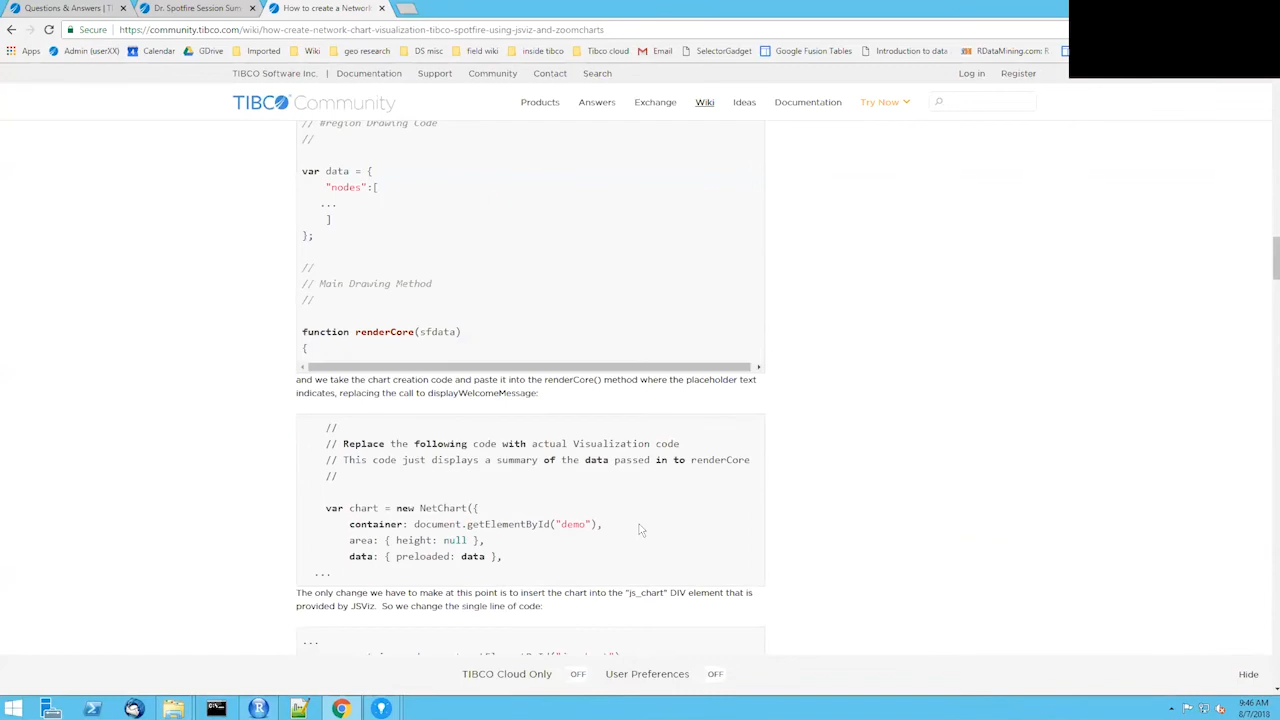 Questions & Answers | T
Dr. Spotfire Session Sum
How to create a Network
Secure
https://community.tibco.com/wiki/how-create-network-chart-visualization-tibco-spotfire-using-jsviz-and-zoomcharts
Apps
Admin (userXX)
Calendar
GDrive
Imported
Wiki
geo research
DS misc
field wiki
inside tibco
Tibco cloud
Email
SelectorGadget
Google Fusion Tables
Introduction to data
RDataMining.com: R
TIBCO Software Inc. | Documentation Support Community Contact Search
Log in Register
TIBCO Community
Products Answers Exchange Wiki Ideas Documentation Try Now
// #region Drawing Code
//
var data = {
"nodes":[
...
]
};
//
// Main Drawing Method
//
function renderCore(sfdata)
{
and we take the chart creation code and paste it into the renderCore() method where the placeholder text
indicates, replacing the call to displayWelcomeMessage:
//
// Replace the following code with actual Visualization code
// This code just displays a summary of the data passed in to renderCore
//
var chart = new NetChart({
container: document.getElementById("demo"),
area: { height: null },
data: { preloaded: data },
...
The only change we have to make at this point is to insert the chart into the "js_chart" DIV element that is
provided by JSViz. So we change the single line of code:
...
TIBCO Cloud Only OFF User Preferences OFF
Hide
9:46 AM
8/7/2018